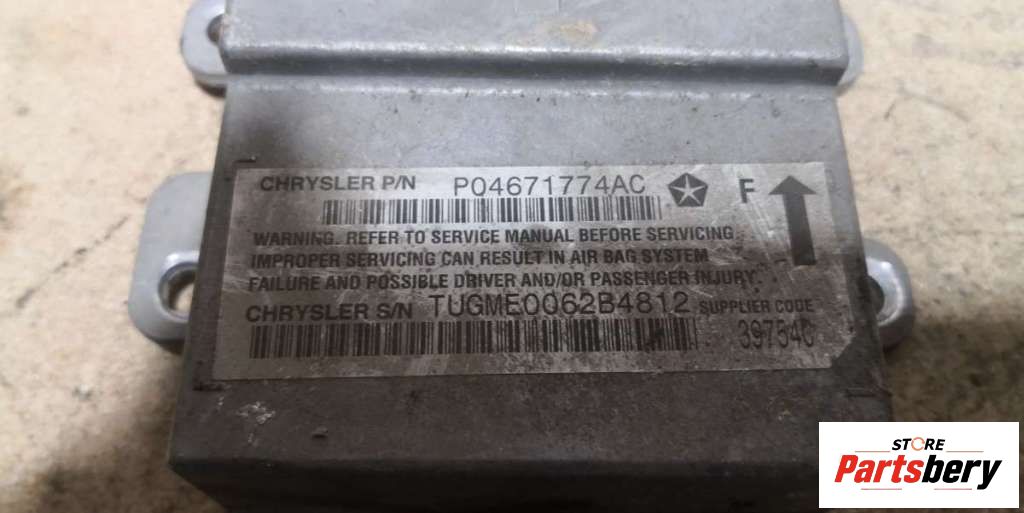 CHRYSLER P/N P04671774AC F
WARNING. REFER TO SERVICE MANUAL BEFORE SERVICING.
IMPROPER SERVICING CAN RESULT IN AIR BAG SYSTEM
FAILURE AND POSSIBLE DRIVER AND/OR PASSENGER INJURY.
CHRYSLER S/N TUGME0062B4812 SUPPLIER CODE
39754C
STORE
Partsbery